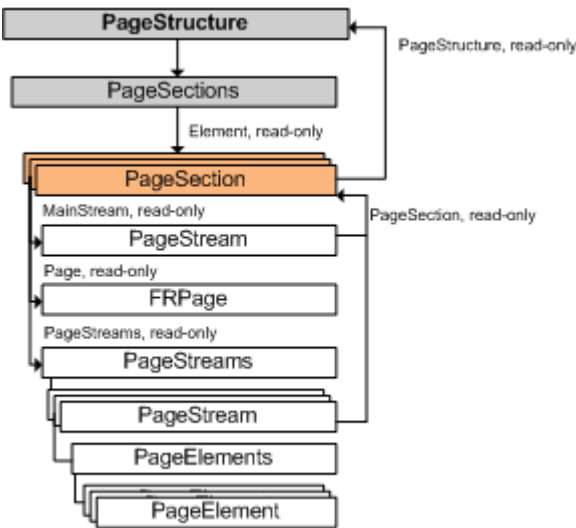 PageStructure
PageStructure, read-only
PageSections
Element, read-only
PageSection
MainStream, read-only
PageSection, read-only
PageStream
Page, read-only
FRPage
PageStreams, read-only
PageStreams
PageStream
PageElements
PageElement